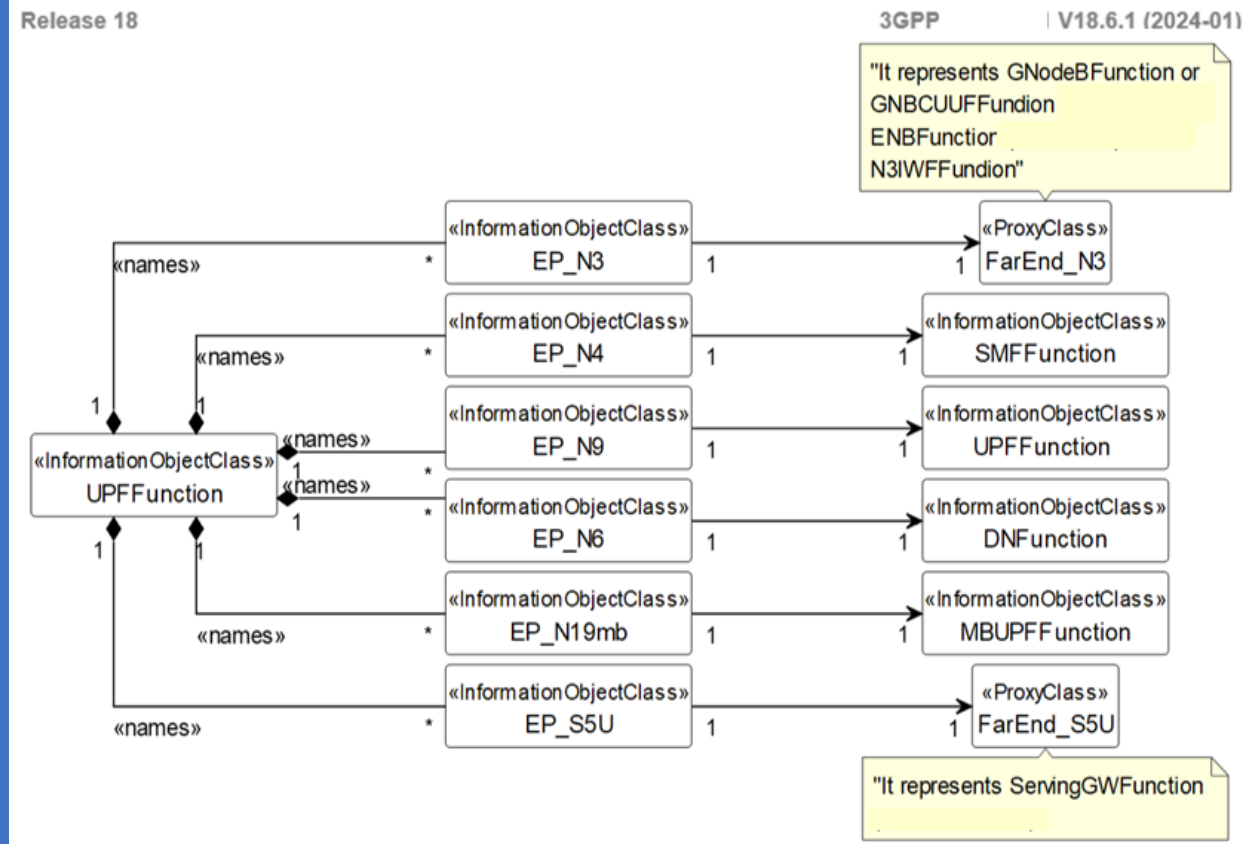 Release 18
3GPP
V18.6.1 (2024-01)
"It represents GNodeBFunction or
GNBCUUFFundion
ENBFunctior
N3IWFFundion"
«InformationObjectClass»
EP_N3
«ProxyClass»
FarEnd_N3
«names»
*
1
1
«InformationObjectClass»
EP_N4
«InformationObjectClass»
SMFFunction
«names»
*
1
1
1
1
«InformationObjectClass»
EP_N9
«InformationObjectClass»
UPFFunction
«names»
1
*
1
1
«InformationObjectClass»
UPFFunction
«names»
1
*
«InformationObjectClass»
EP_N6
«InformationObjectClass»
DNFunction
1
1
1
1
«InformationObjectClass»
EP_N19mb
«InformationObjectClass»
MBUPFFunction
«names»
*
1
1
«InformationObjectClass»
EP_S5U
«ProxyClass»
FarEnd_S5U
«names»
*
1
1
"It represents ServingGWFunction